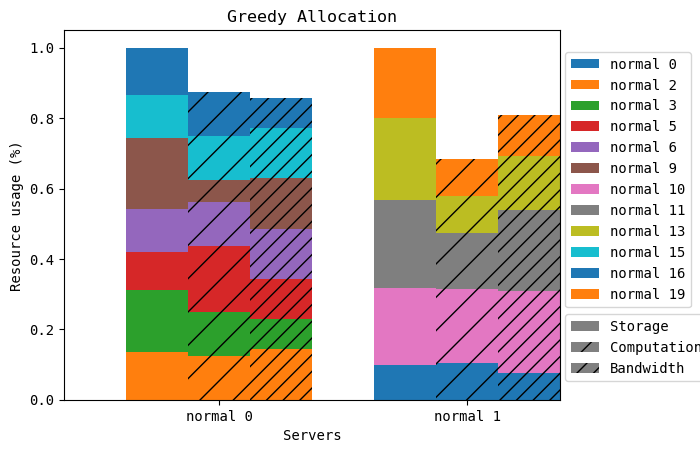 Greedy Allocation
1.0
0.8
0.6
0.4
0.2
0.0
Resource usage (%)
normal 0
normal 1
Servers
normal 0
normal 2
normal 3
normal 5
normal 6
normal 9
normal 10
normal 11
normal 13
normal 15
normal 16
normal 19
Storage
Computation
Bandwidth